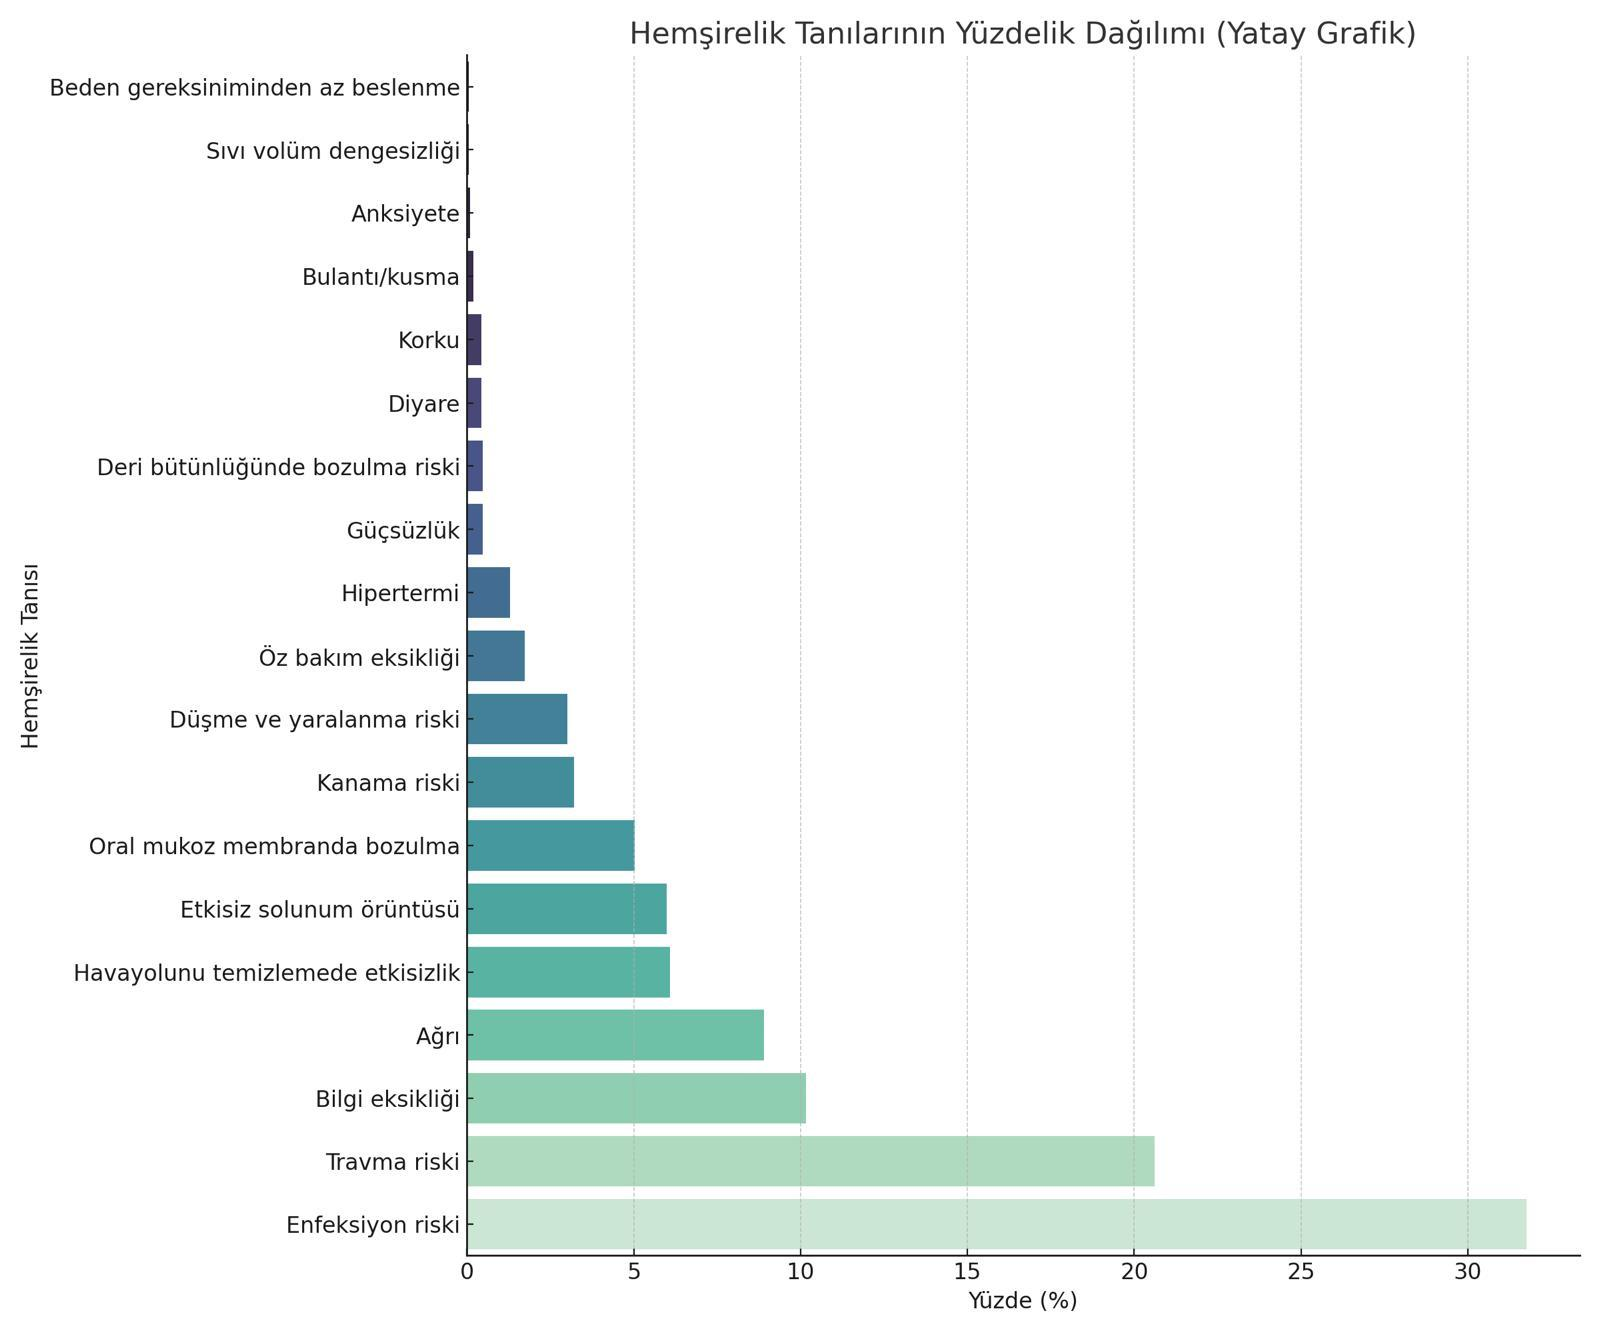 Hemşirelik Tanılarının Yüzdelik Dağılımı (Yatay Grafik)
Hemşirelik Tanısı
Beden gereksiniminden az beslenme
Sıvı volüm dengesizliği
Anksiyete
Bulantı/kusma
Korku
Diyare
Deri bütünlüğünde bozulma riski
Güçsüzlük
Hipertermi
Öz bakım eksikliği
Düşme ve yaralanma riski
Kanama riski
Oral mukoz membranda bozulma
Etkisiz solunum örüntüsü
Havayolunu temizlemede etkisizlik
Ağrı
Bilgi eksikliği
Travma riski
Enfeksiyon riski
0 5 10 15 20 25 30
Yüzde (%)